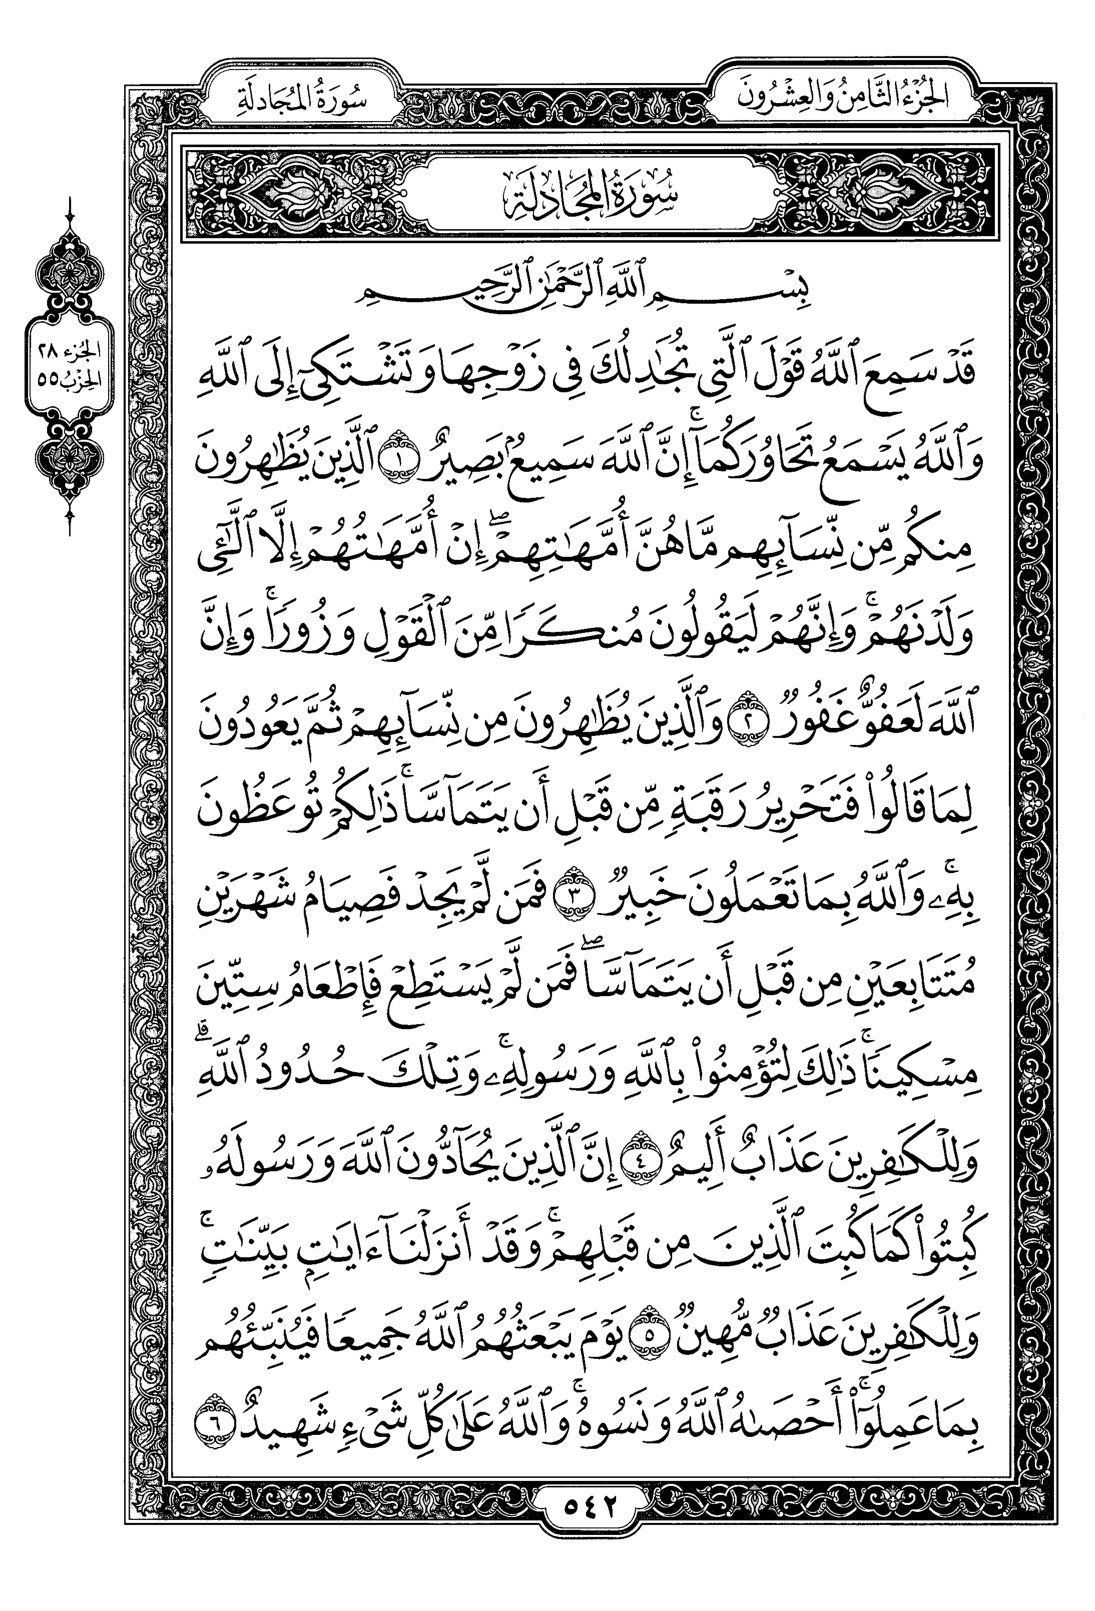 الجُزْءُ الثَّامِنُ وَالعِشْرُونَ
سُورَةُ المُجَادلَةِ
سُورَةُ المُجَادلَةِ
الجُزء ٢٨
الحِزْبُ ٥٥
بِسْمِ ٱللَّهِ ٱلرَّحْمَٰنِ ٱلرَّحِيمِ
قَدْ سَمِعَ ٱللَّهُ قَوْلَ ٱلَّتِي تُجَٰدِلُكَ فِي زَوْجِهَا وَتَشْتَكِيٓ إِلَى ٱللَّهِ
وَٱللَّهُ يَسْمَعُ تَحَاوُرَكُمَآۚ إِنَّ ٱللَّهَ سَمِيعُۢ بَصِيرٌ ١ ٱلَّذِينَ يُظَٰهِرُونَ
مِنكُم مِّن نِّسَآئِهِم مَّا هُنَّ أُمَّهَٰتِهِمْۖ إِنْ أُمَّهَٰتُهُمْ إِلَّا ٱلَّٰٓـِٔي
وَلَدْنَهُمْۚ وَإِنَّهُمْ لَيَقُولُونَ مُنكَرًا مِّنَ ٱلْقَوْلِ وَزُورًاۚ وَإِنَّ
ٱللَّهَ لَعَفُوٌّ غَفُورٌ ٢ وَٱلَّذِينَ يُظَٰهِرُونَ مِن نِّسَآئِهِمْ ثُمَّ يَعُودُونَ
لِمَا قَالُوا۟ فَتَحْرِيرُ رَقَبَةٍ مِّن قَبْلِ أَن يَتَمَآسَّاۚ ذَٰلِكُمْ تُوعَظُونَ
بِهِۦۚ وَٱللَّهُ بِمَا تَعْمَلُونَ خَبِيرٌ ٣ فَمَن لَّمْ يَجِدْ فَصِيَامُ شَهْرَيْنِ
مُتَتَابِعَيْنِ مِن قَبْلِ أَن يَتَمَآسَّاۖ فَمَن لَّمْ يَسْتَطِعْ فَإِطْعَامُ سِتِّينَ
مِسْكِينًاۚ ذَٰلِكَ لِتُؤْمِنُوا۟ بِٱللَّهِ وَرَسُولِهِۦۚ وَتِلْكَ حُدُودُ ٱللَّهِۗ
وَلِلْكَٰفِرِينَ عَذَابٌ أَلِيمٌ ٤ إِنَّ ٱلَّذِينَ يُحَآدُّونَ ٱللَّهَ وَرَسُولَهُۥ
كُبِتُوا۟ كَمَا كُبِتَ ٱلَّذِينَ مِن قَبْلِهِمْۚ وَقَدْ أَنزَلْنَآ ءَايَٰتِۭ بَيِّنَٰتٍۚ
وَلِلْكَٰفِرِينَ عَذَابٌ مُّهِينٌ ٥ يَوْمَ يَبْعَثُهُمُ ٱللَّهُ جَمِيعًا فَيُنَبِّئُهُم
بِمَا عَمِلُوٓا۟ۚ أَحْصَىٰهُ ٱللَّهُ وَنَسُوهُۚ وَٱللَّهُ عَلَىٰ كُلِّ شَيْءٍ شَهِيدٌ ٦
٥٤٢